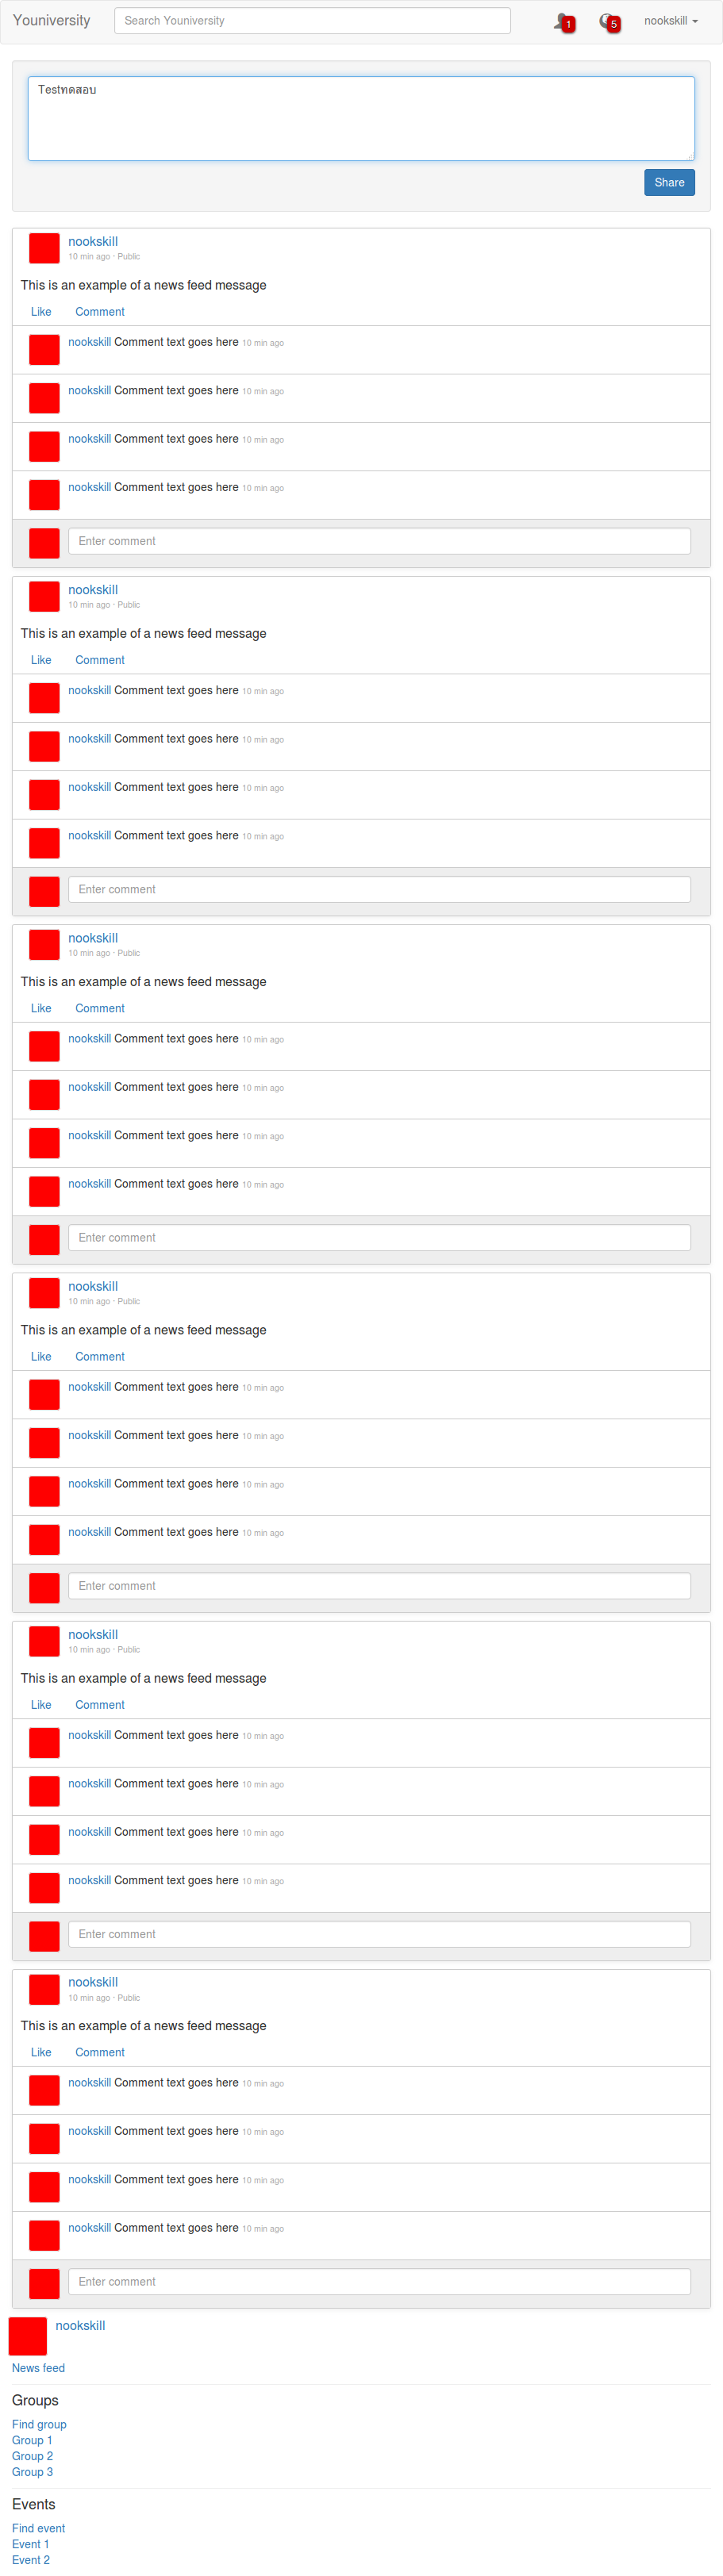 Youniversity
Search Youniversity
1
5
nookskill
Testทดสอบ
Share
nookskill
10 min ago · Public
This is an example of a news feed message
Like Comment
nookskill Comment text goes here 10 min ago
nookskill Comment text goes here 10 min ago
nookskill Comment text goes here 10 min ago
nookskill Comment text goes here 10 min ago
Enter comment
nookskill
10 min ago · Public
This is an example of a news feed message
Like Comment
nookskill Comment text goes here 10 min ago
nookskill Comment text goes here 10 min ago
nookskill Comment text goes here 10 min ago
nookskill Comment text goes here 10 min ago
Enter comment
nookskill
10 min ago · Public
This is an example of a news feed message
Like Comment
nookskill Comment text goes here 10 min ago
nookskill Comment text goes here 10 min ago
nookskill Comment text goes here 10 min ago
nookskill Comment text goes here 10 min ago
Enter comment
nookskill
10 min ago · Public
This is an example of a news feed message
Like Comment
nookskill Comment text goes here 10 min ago
nookskill Comment text goes here 10 min ago
nookskill Comment text goes here 10 min ago
nookskill Comment text goes here 10 min ago
Enter comment
nookskill
10 min ago · Public
This is an example of a news feed message
Like Comment
nookskill Comment text goes here 10 min ago
nookskill Comment text goes here 10 min ago
nookskill Comment text goes here 10 min ago
nookskill Comment text goes here 10 min ago
Enter comment
nookskill
10 min ago · Public
This is an example of a news feed message
Like Comment
nookskill Comment text goes here 10 min ago
nookskill Comment text goes here 10 min ago
nookskill Comment text goes here 10 min ago
nookskill Comment text goes here 10 min ago
Enter comment
nookskill
News feed
Groups
Find group
Group 1
Group 2
Group 3
Events
Find event
Event 1
Event 2